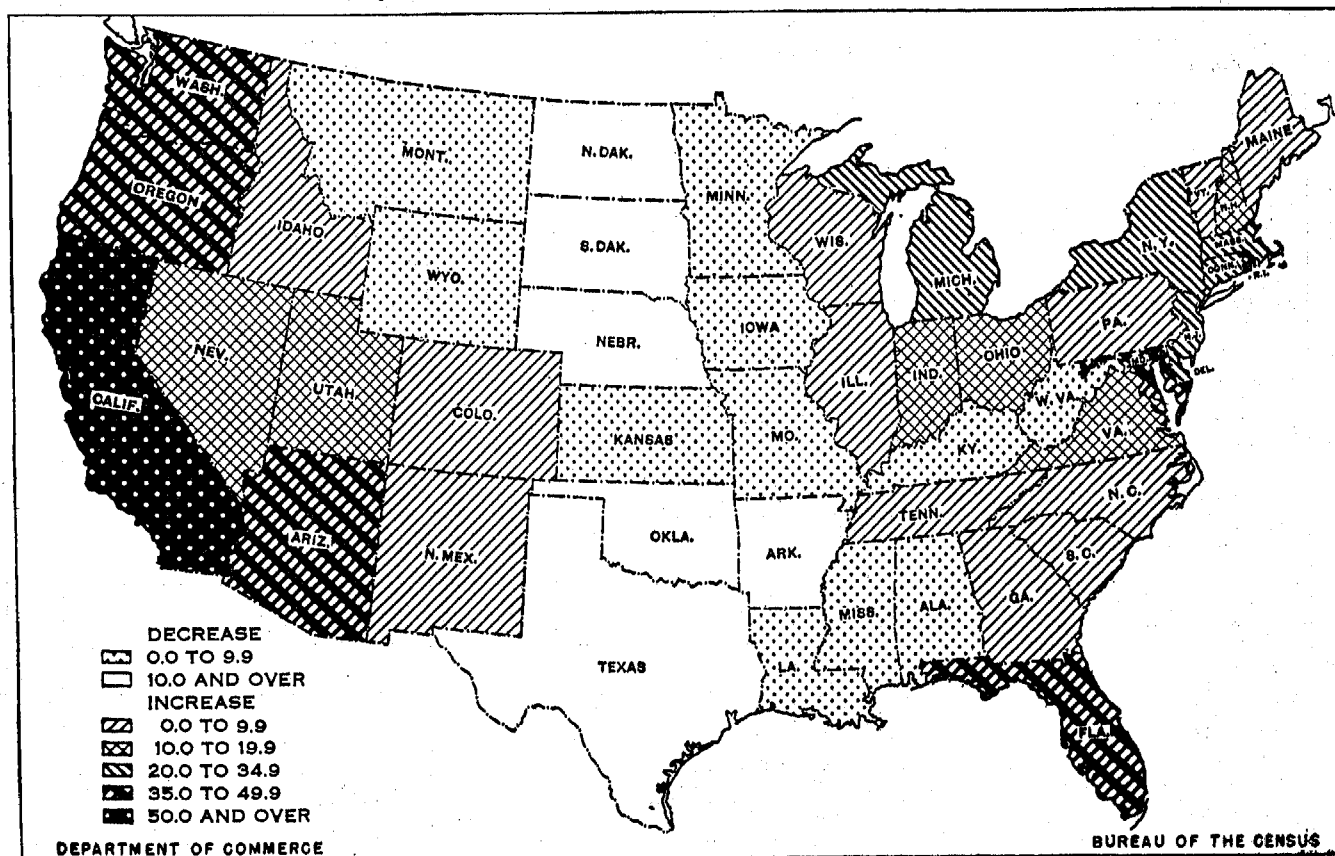 WASH.
MONT.
N. DAK.
MINN.
MAINE
OREGON
IDAHO
S. DAK.
WIS.
VT.
N.H.
N.Y.
MASS.
CONN.
R.I.
WYO.
MICH.
NEBR.
IOWA
PA.
N.J.
NEV.
UTAH
COLO.
ILL.
IND.
OHIO
DEL.
MD.
W. VA.
VA.
CALIF.
KANSAS
MO.
KY.
ARIZ.
N. MEX.
OKLA.
ARK.
TENN.
N.C.
S.C.
TEXAS
LA.
MISS.
ALA.
GA.
FLA.
DECREASE
0.0 TO 9.9
10.0 AND OVER
INCREASE
0.0 TO 9.9
10.0 TO 19.9
20.0 TO 34.9
35.0 TO 49.9
50.0 AND OVER
DEPARTMENT OF COMMERCE
BUREAU OF THE CENSUS